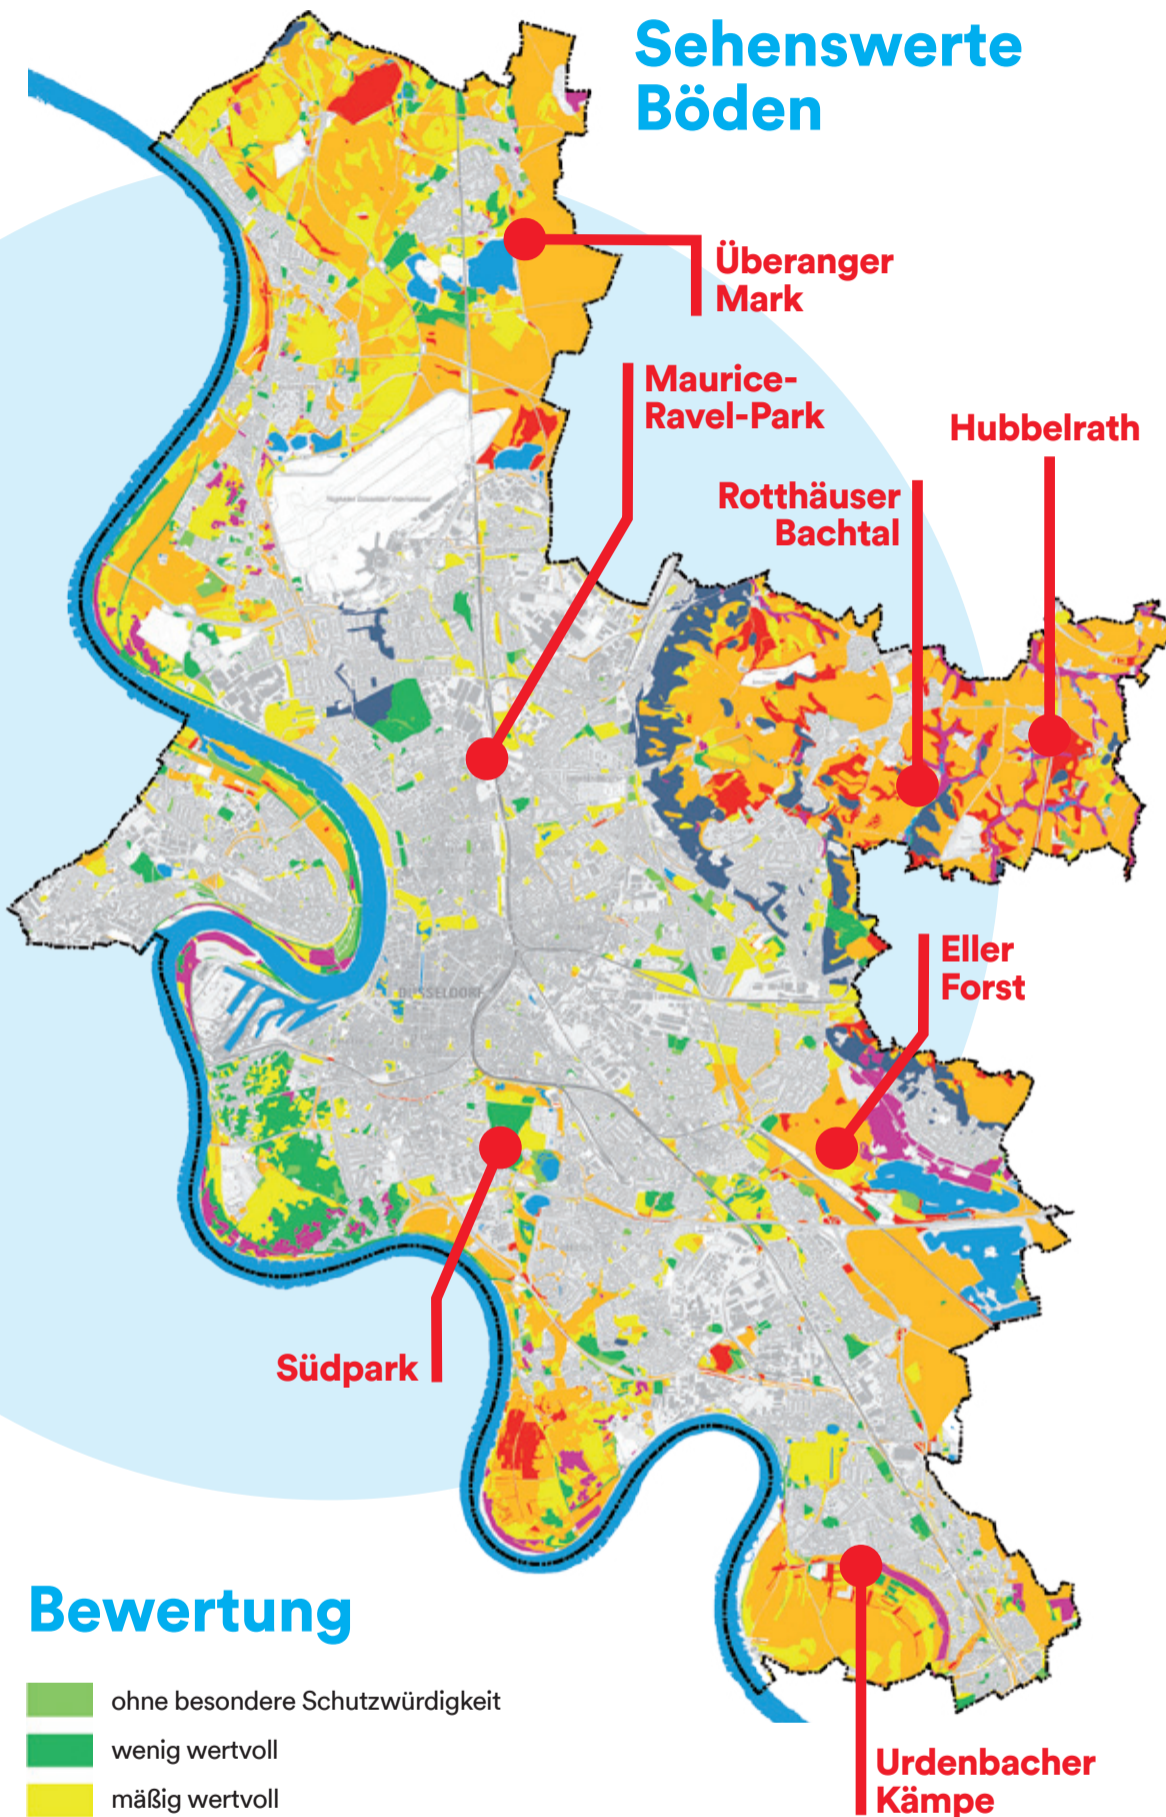 Sehenswerte
Böden
Überanger
Mark
Maurice-
Ravel-Park
Hubbelrath
Rotthäuser
Bachtal
DÜSSELDORF
Eller
Forst
Südpark
Bewertung
ohne besondere Schutzwürdigkeit
wenig wertvoll
mäßig wertvoll
Urdenbacher
Kämpe